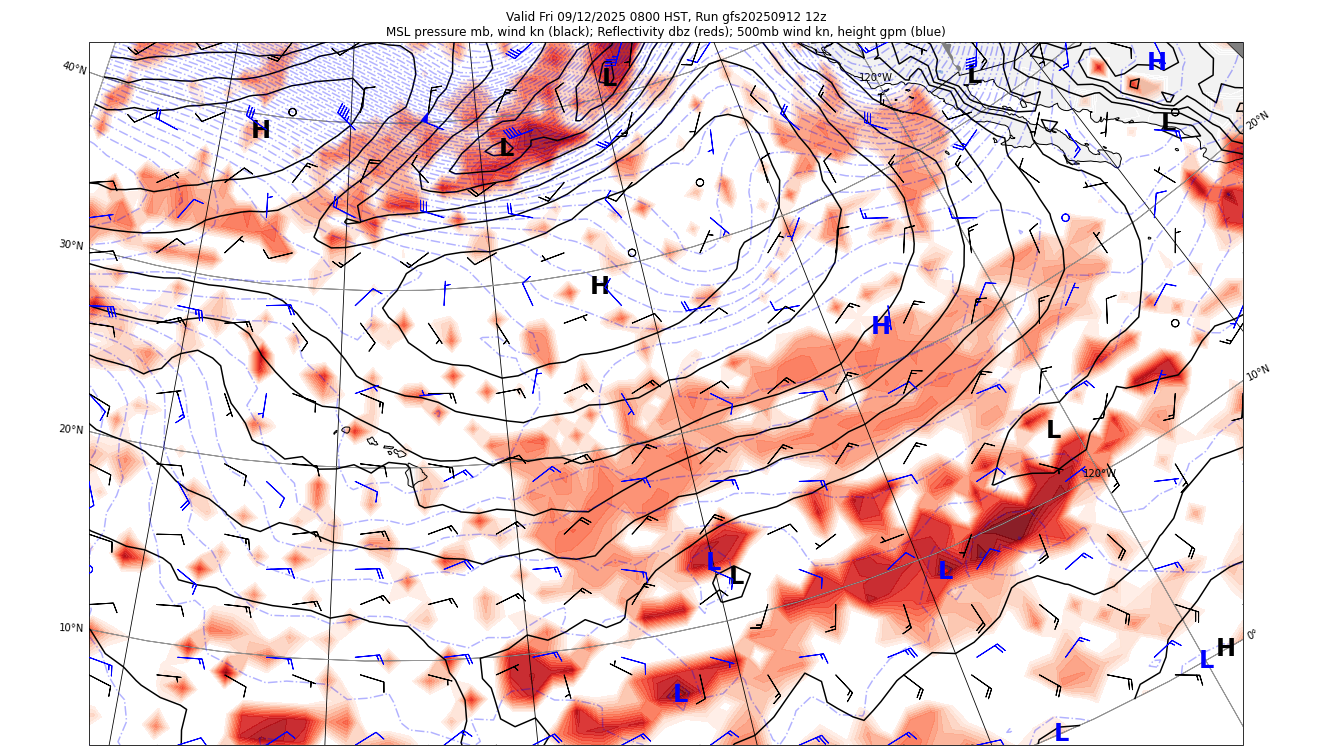 Valid Fri 09/12/2025 0800 HST, Run gfs20250912 12z
MSL pressure mb, wind kn (black); Reflectivity dbz (reds); 500mb wind kn, height gpm (blue)
40°N
120°W
L
L
H
L
20°N
H
L
30°N
H
H
10°N
20°N
L
120°W
L
L
L
10°N
0°
H
L
L
L